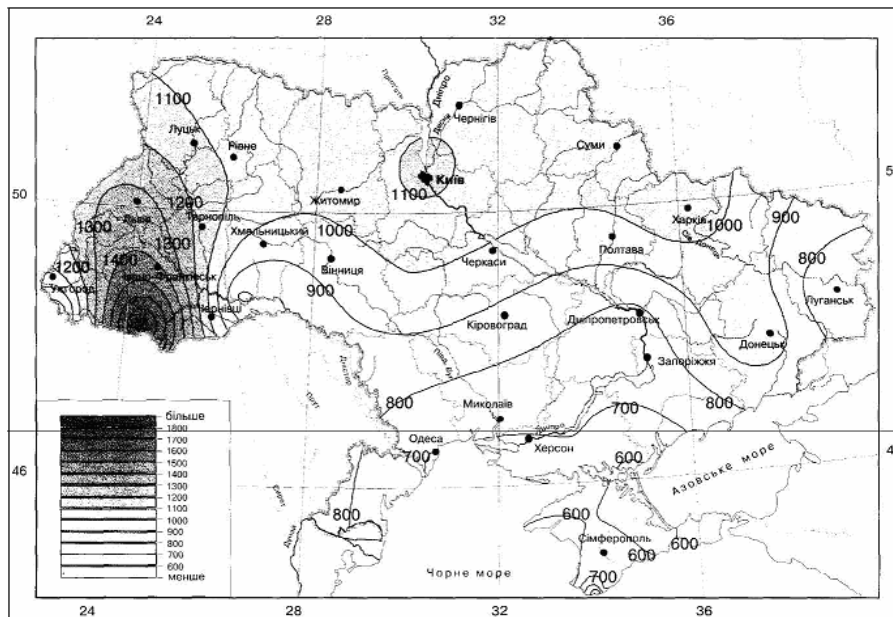 24 28 32 36
1100
Дніпро
Чернігів
Луцьк
Рівне
Суми
Київ
50
1100
Житомир
1200
Львів
1300
Тернопіль
1000
Харків
900
1000
Хмельницький
Полтава
1300
Черкаси
800
1400
Вінниця
1200
Ужгород
900
Луганськ
Чернівці
Кіровоград
Дніпропетровськ
Донецьк
Запоріжжя
800
Миколаїв
700
800
більше
1800
1700
1600
1500
1400
1300
1200
1100
1000
900
800
700
600
менше
Одеса
700
Херсон
46
600
Азовське море
800
600
Сімферополь
600
600
Чорне море
700
24 28 32 36